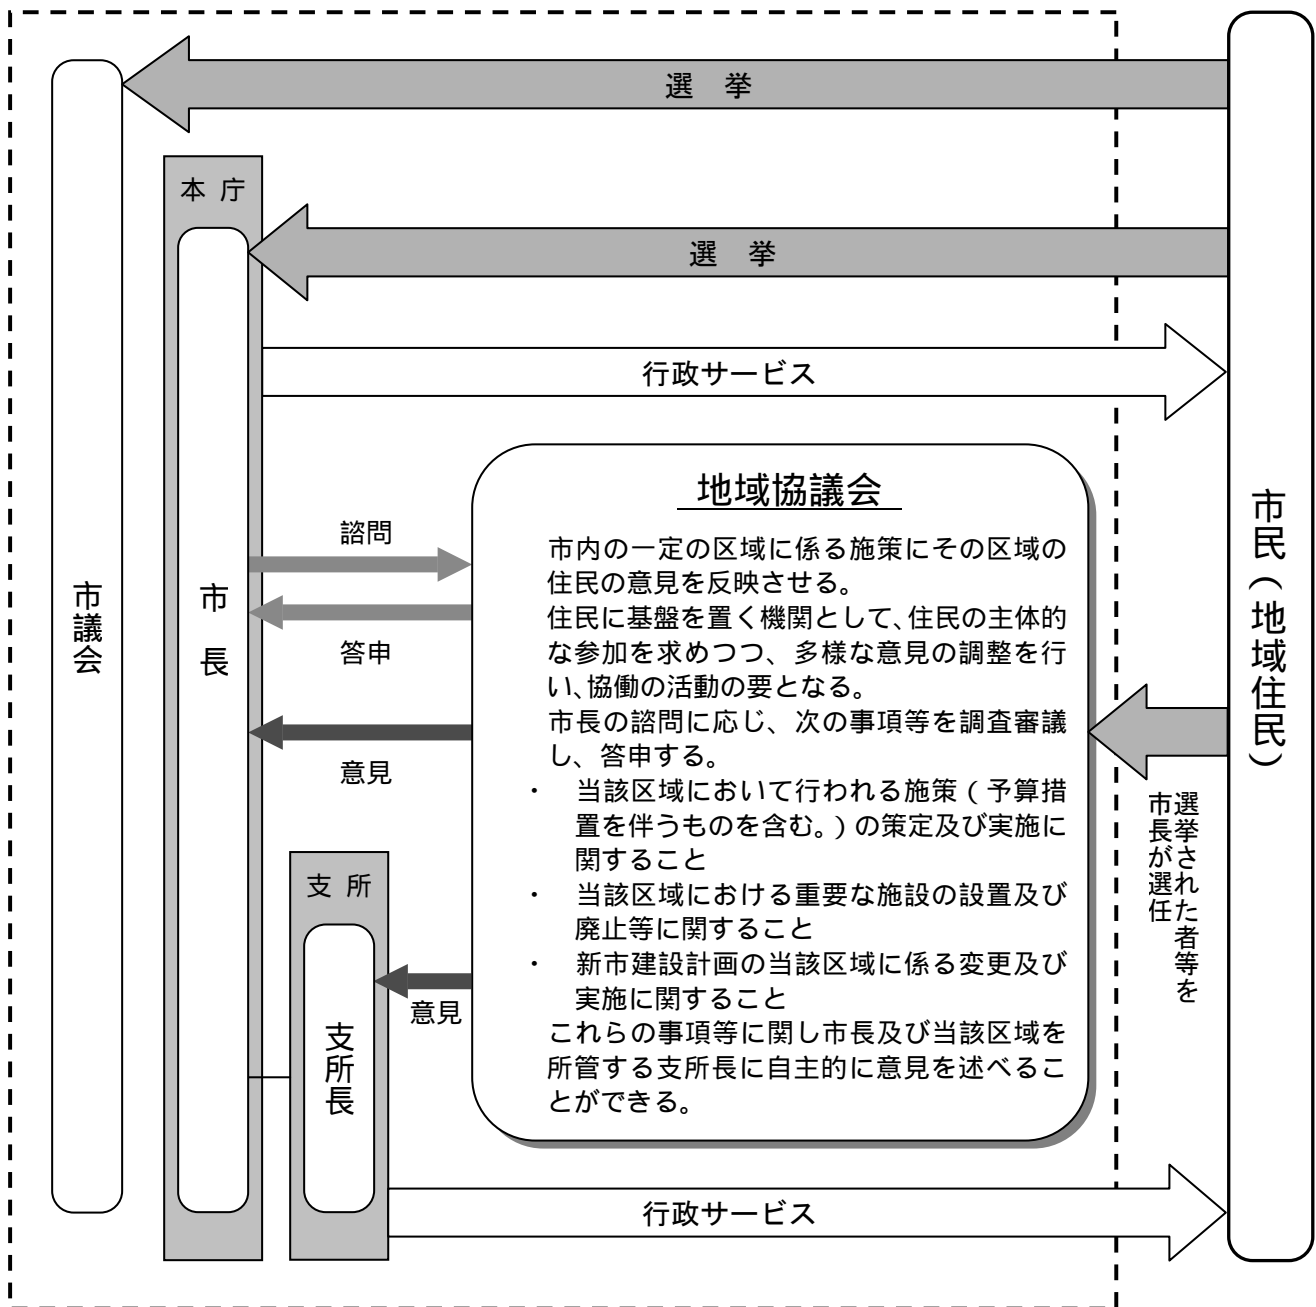 選 挙
本 庁
選 挙
行政サービス
地域協議会
市内の一定の区域に係る施策にその区域の
住民の意見を反映させる。
住民に基盤を置く機関として、住民の主体的
な参加を求めつつ、多様な意見の調整を行
い、協働の活動の要となる。
市長の諮問に応じ、次の事項等を調査審議
し、答申する。
・ 当該区域において行われる施策(予算措
置を伴うものを含む。)の策定及び実施に
関すること
・ 当該区域における重要な施設の設置及び
廃止等に関すること
・ 新市建設計画の当該区域に係る変更及び
実施に関すること
これらの事項等に関し市長及び当該区域を
所管する支所長に自主的に意見を述べるこ
とができる。
諮問
答申
意見
市議会
市 長
支 所
支所長
意見
市民(地域住民)
選挙された者等を
市長が選任
行政サービス